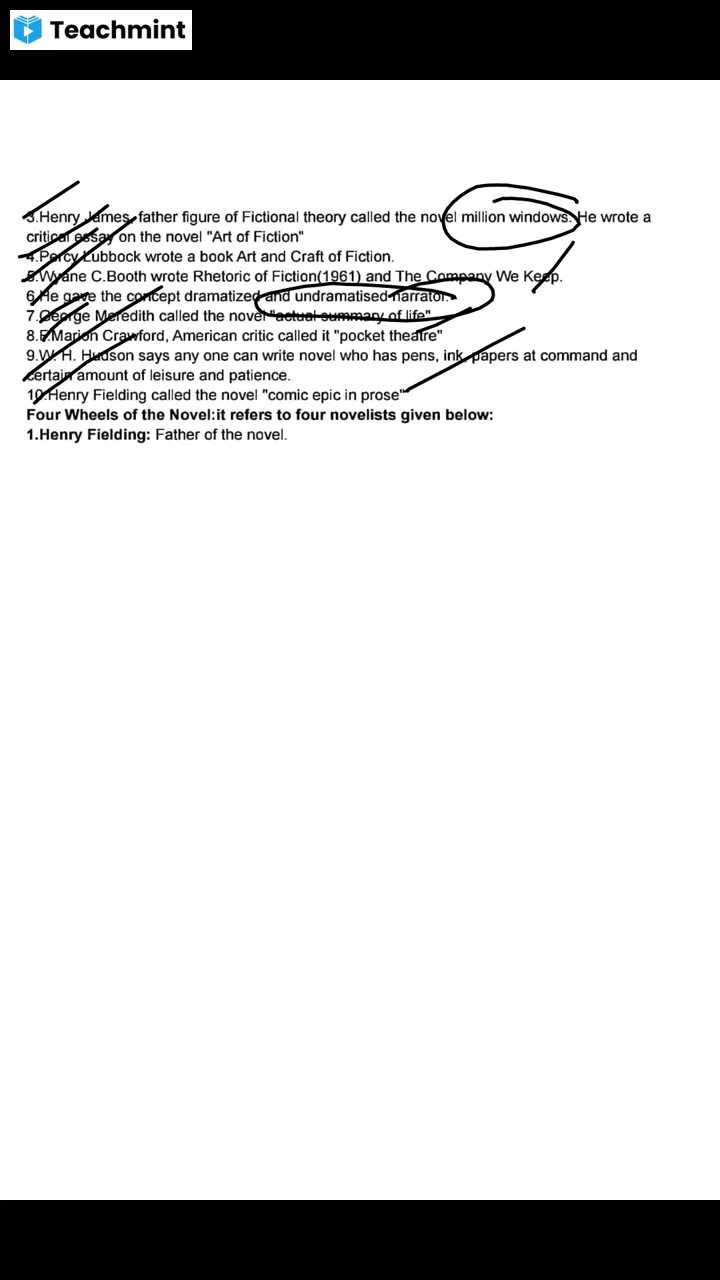 Teachmint
3.Henry James, father figure of Fictional theory called the novel million windows. He wrote a
critical essay on the novel "Art of Fiction"
4.Percy Lubbock wrote a book Art and Craft of Fiction.
5.Wyane C.Booth wrote Rhetoric of Fiction(1961) and The Company We Keep.
6.He gave the concept dramatized and undramatised narrator.
7.George Meredith called the novel "actual summary of life"
8.F.Marion Crawford, American critic called it "pocket theatre"
9.W. H. Hudson says any one can write novel who has pens, ink, papers at command and
certain amount of leisure and patience.
10.Henry Fielding called the novel "comic epic in prose"
Four Wheels of the Novel:it refers to four novelists given below:
1.Henry Fielding: Father of the novel.